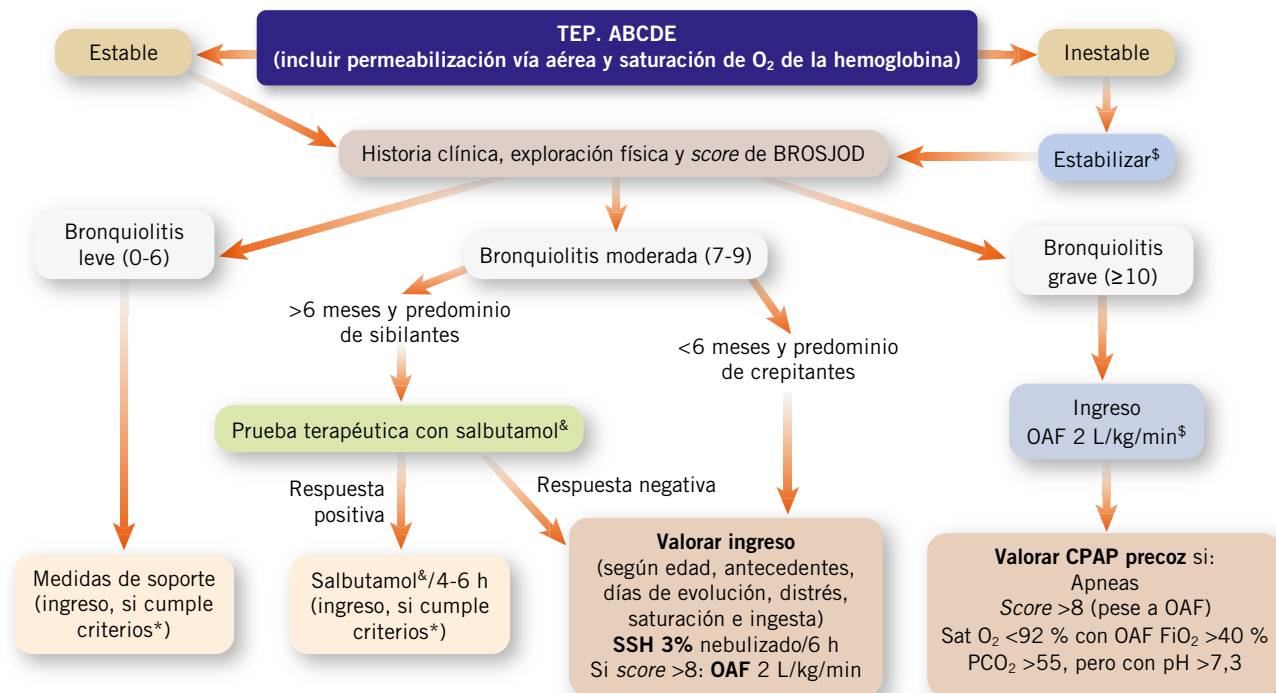 TEP. ABCDE
(incluir permeabilización vía aérea y saturación de O₂ de la hemoglobina)
Estable
Inestable
Historia clínica, exploración física y score de BROSJOD
Estabilizar$
Bronquiolitis
leve (0-6)
Bronquiolitis moderada (7-9)
Bronquiolitis
grave (≥10)
>6 meses y predominio
de sibilantes
<6 meses y predominio
de crepitantes
Prueba terapéutica con salbutamol&
Ingreso
OAF 2 L/kg/min$
Respuesta
positiva
Respuesta negativa
Medidas de soporte
(ingreso, si cumple
criterios*)
Salbutamol&/4-6 h
(ingreso, si cumple
criterios*)
Valorar ingreso
(según edad, antecedentes,
días de evolución, distrés,
saturación e ingesta)
SSH 3% nebulizado/6 h
Si score >8: OAF 2 L/kg/min
Valorar CPAP precoz si:
Apneas
Score >8 (pese a OAF)
Sat O₂ <92 % con OAF FiO₂ >40 %
PCO₂ >55, pero con pH >7,3